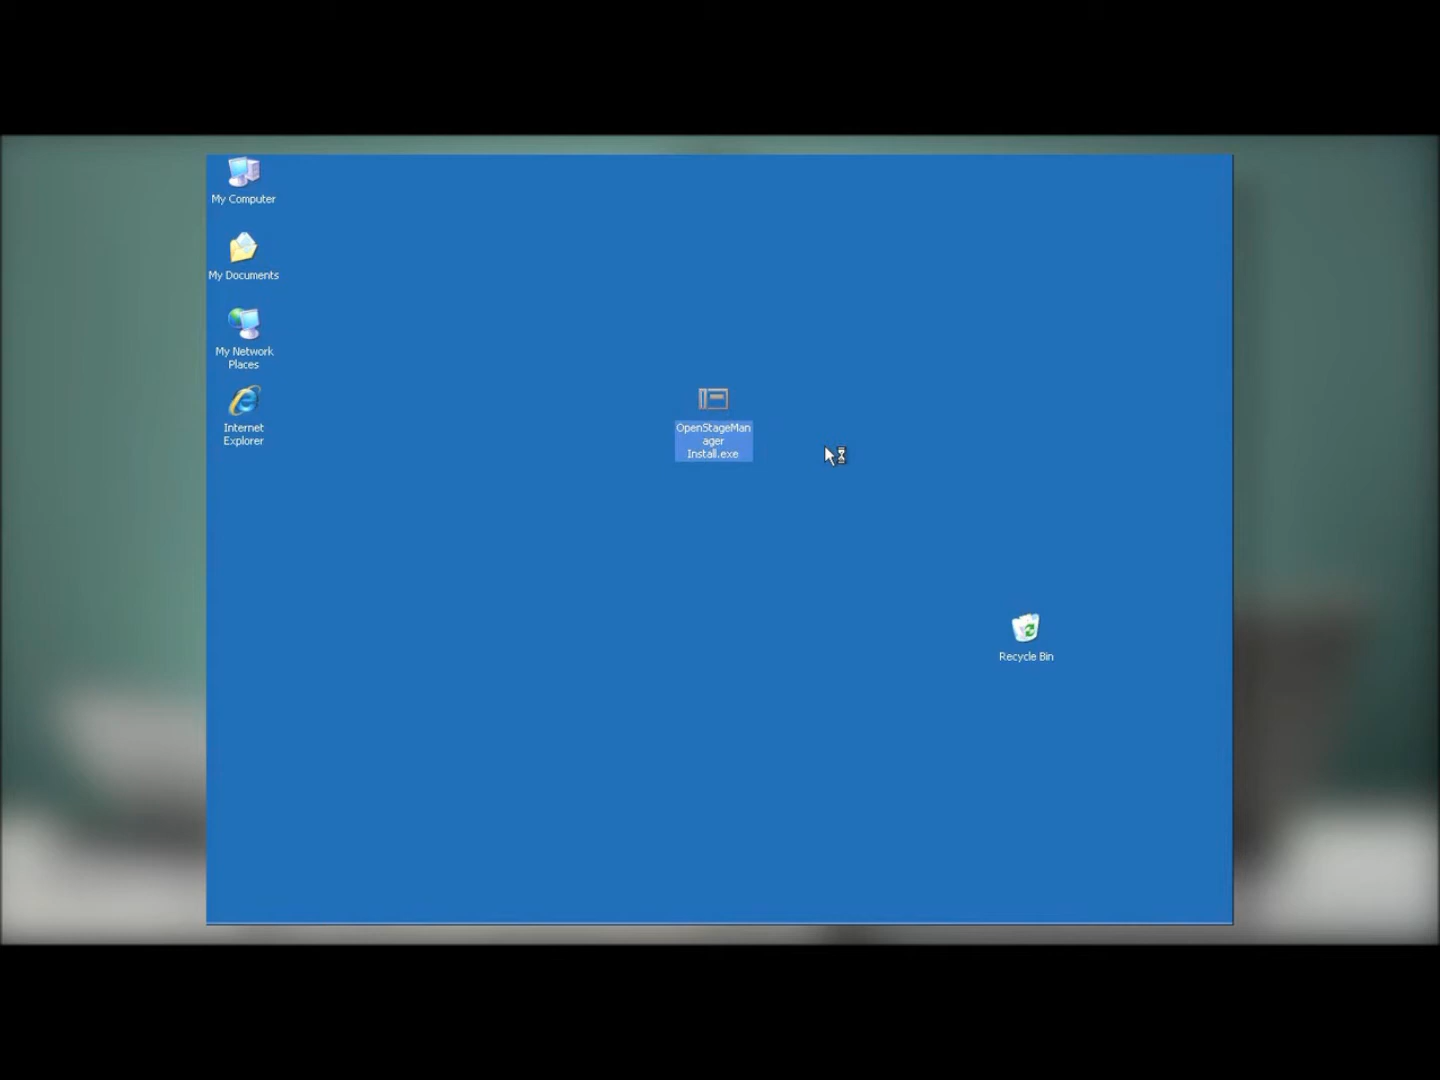 My Computer
My Documents
My Network
Places
Internet
Explorer
OpenStageMan
ager
Install.exe
Recycle Bin